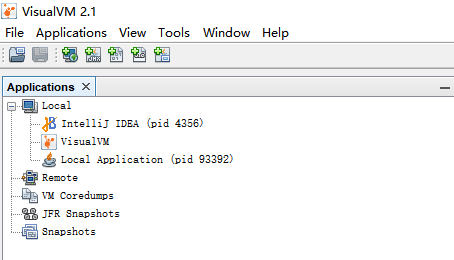 VisualVM 2.1
File Applications View Tools Window Help
Applications
Local
IntelliJ IDEA (pid 4356)
VisualVM
Local Application (pid 93392)
Remote
VM Coredumps
JFR Snapshots
Snapshots